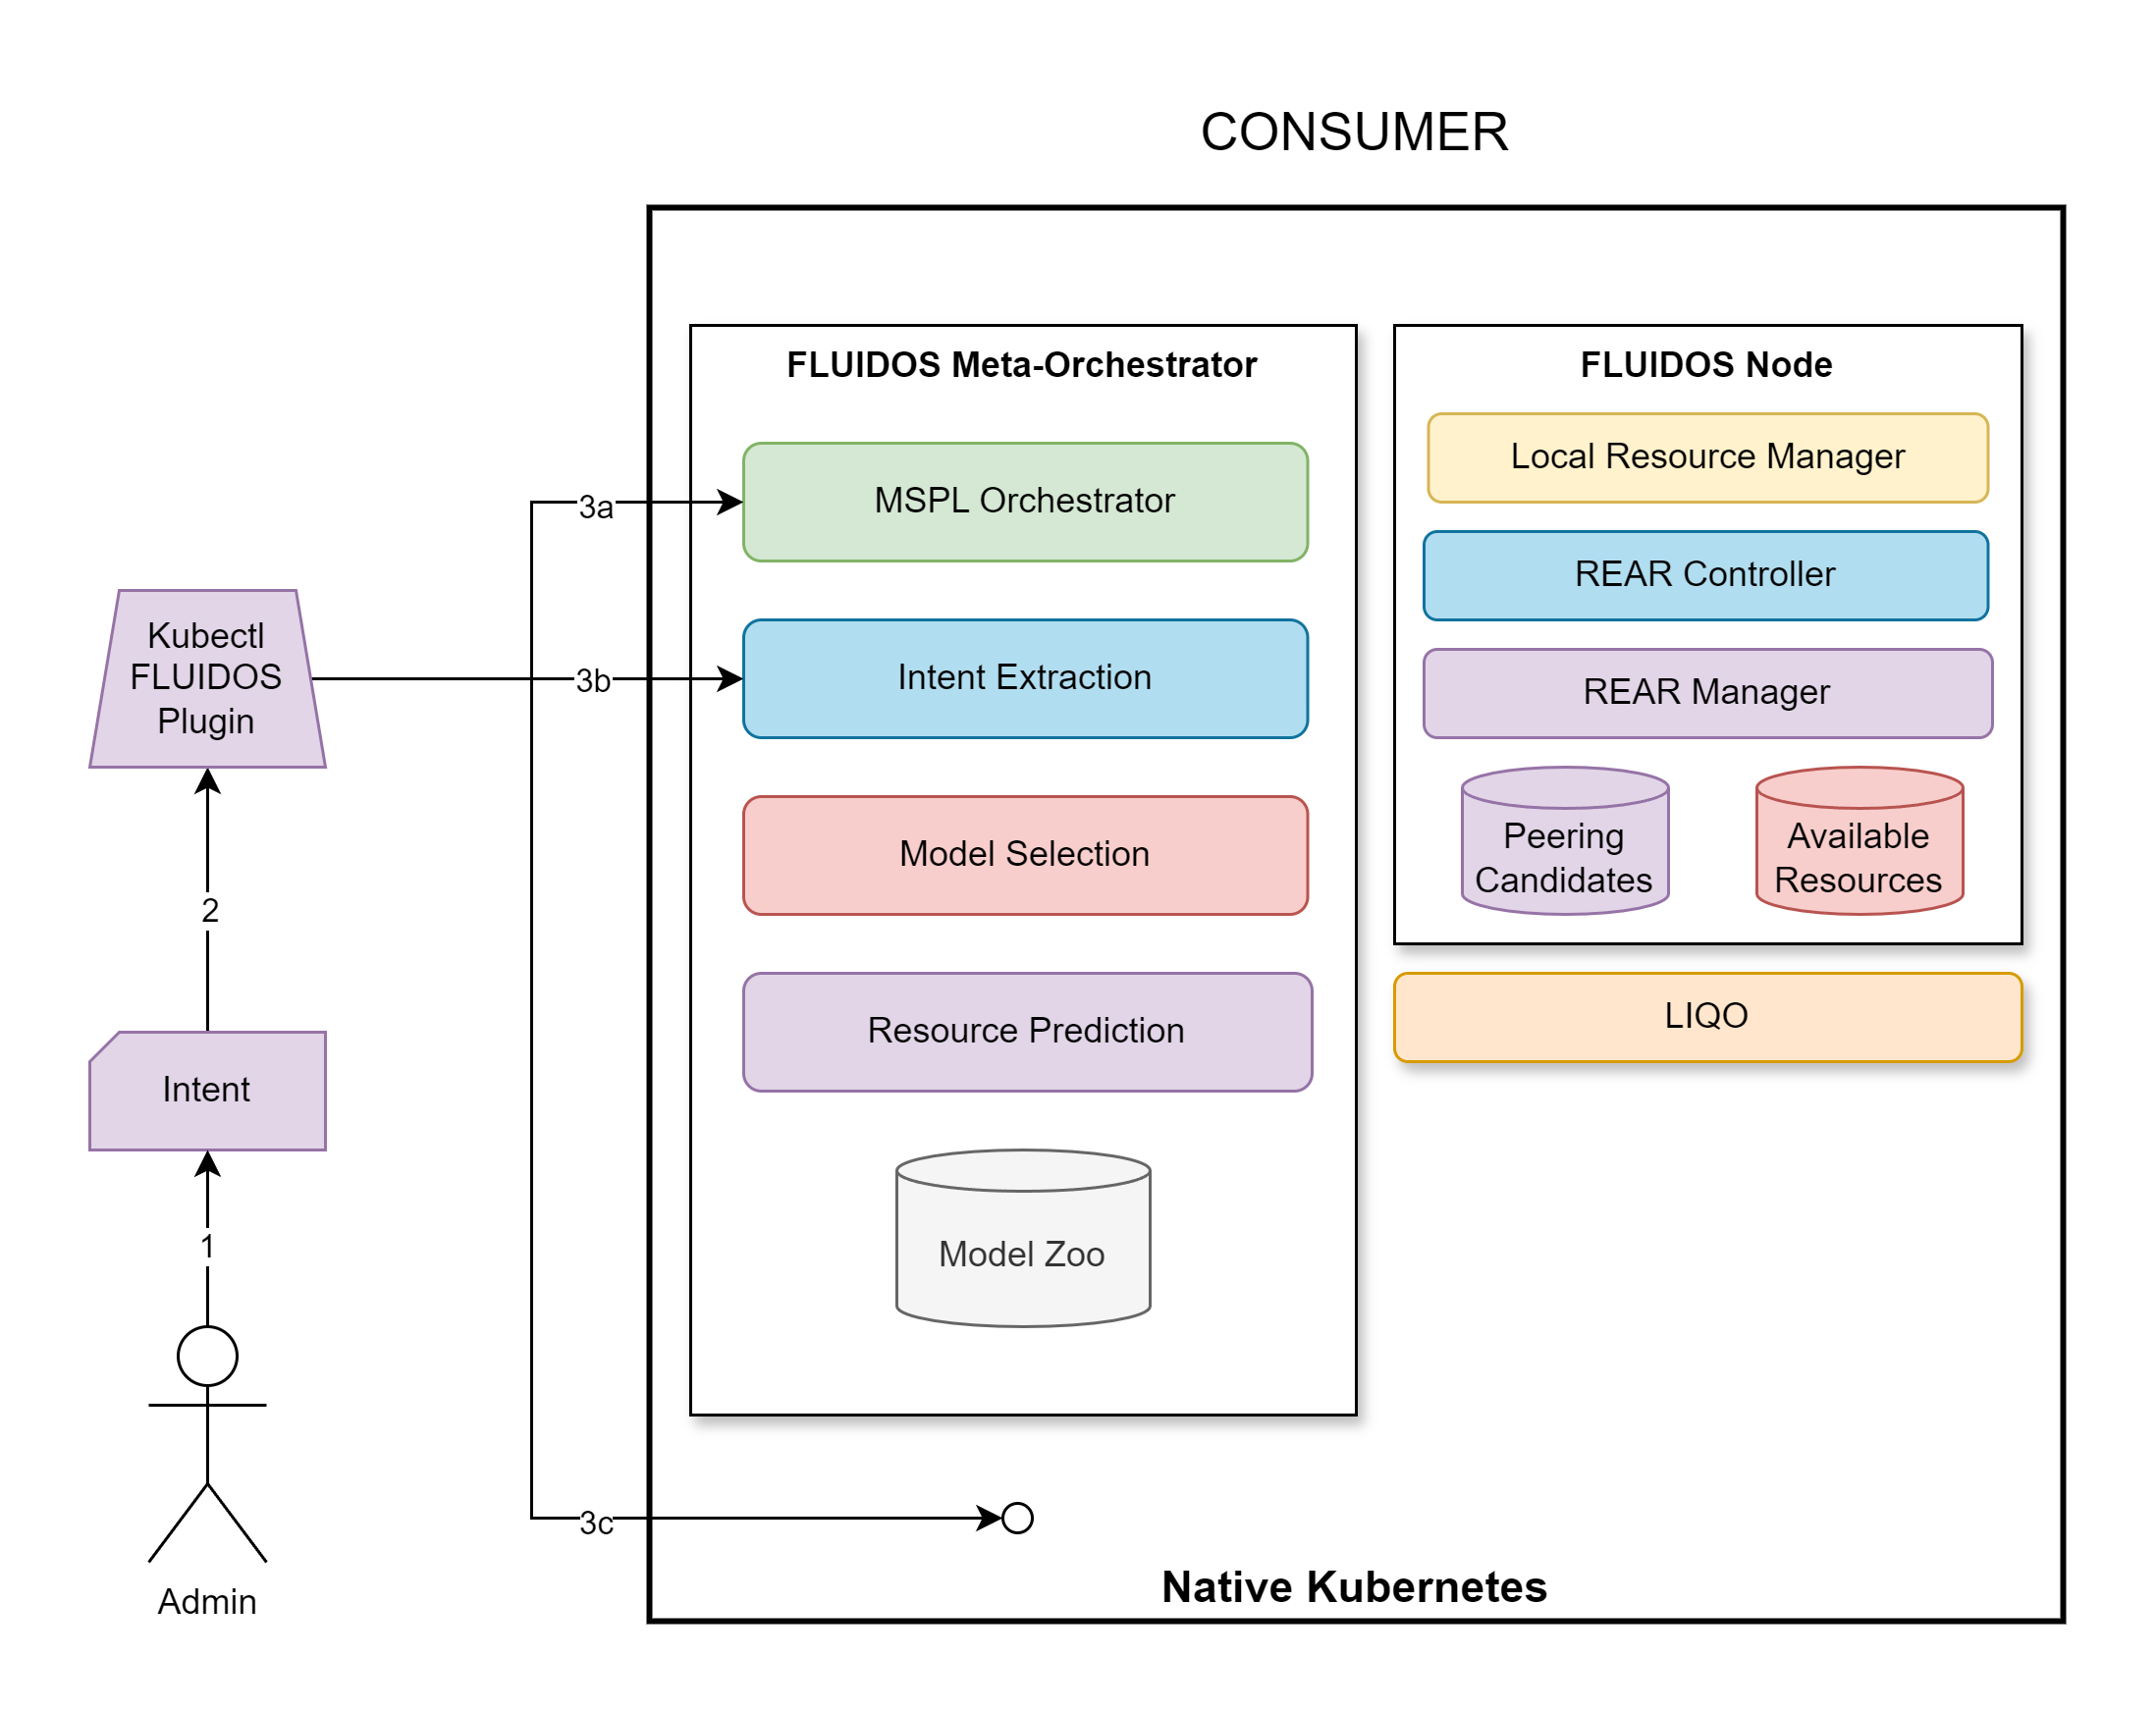 CONSUMER
FLUIDOS Meta-Orchestrator
MSPL Orchestrator
Intent Extraction
Model Selection
Resource Prediction
Model Zoo
FLUIDOS Node
Local Resource Manager
REAR Controller
REAR Manager
Peering
Candidates
Available
Resources
LIQO
Native Kubernetes
3a
3b
3c
Kubectl
FLUIDOS
Plugin
2
Intent
1
Admin